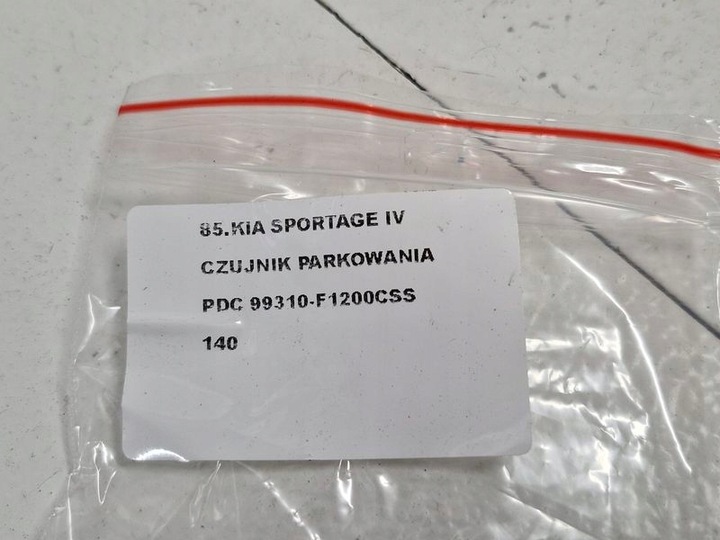 85.KIA SPORTAGE IV
CZUJNIK PARKOWANIA
PDC 99310-F1200CSS
140